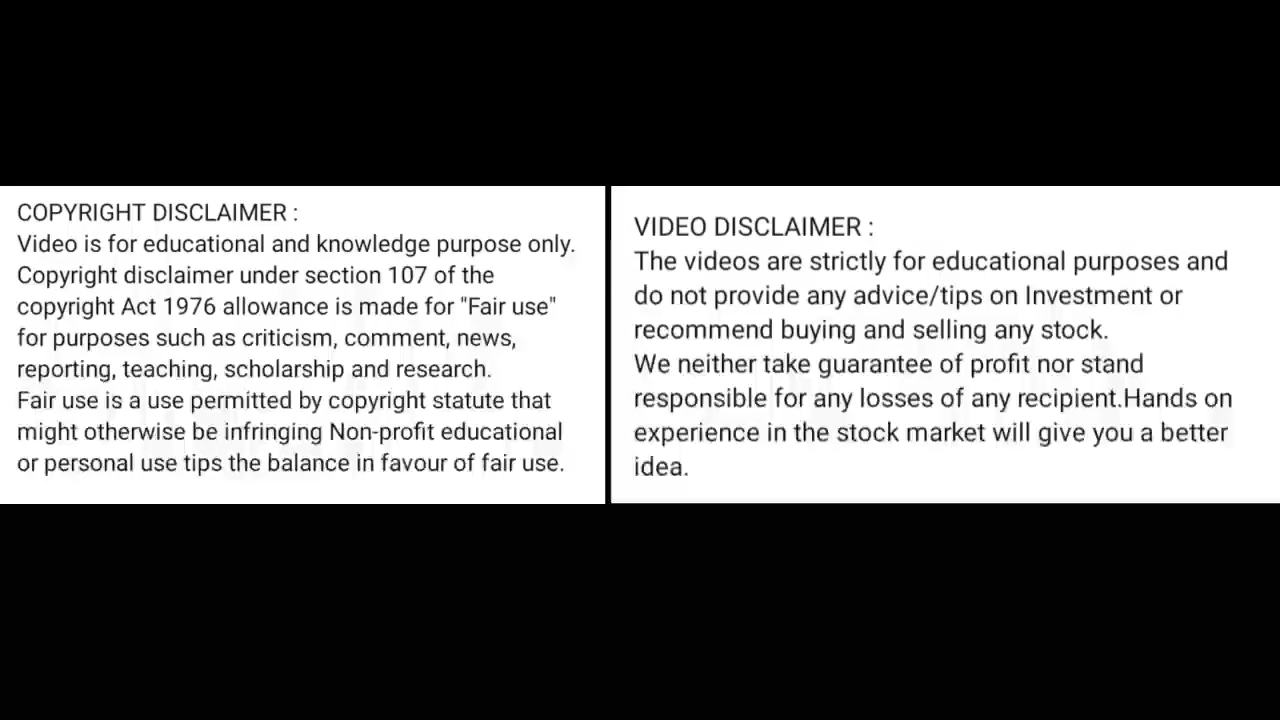 COPYRIGHT DISCLAIMER :
Video is for educational and knowledge purpose only.
Copyright disclaimer under section 107 of the
copyright Act 1976 allowance is made for "Fair use"
for purposes such as criticism, comment, news,
reporting, teaching, scholarship and research.
Fair use is a use permitted by copyright statute that
might otherwise be infringing Non-profit educational
or personal use tips the balance in favour of fair use.
VIDEO DISCLAIMER :
The videos are strictly for educational purposes and
do not provide any advice/tips on Investment or
recommend buying and selling any stock.
We neither take guarantee of profit nor stand
responsible for any losses of any recipient.Hands on
experience in the stock market will give you a better
idea.